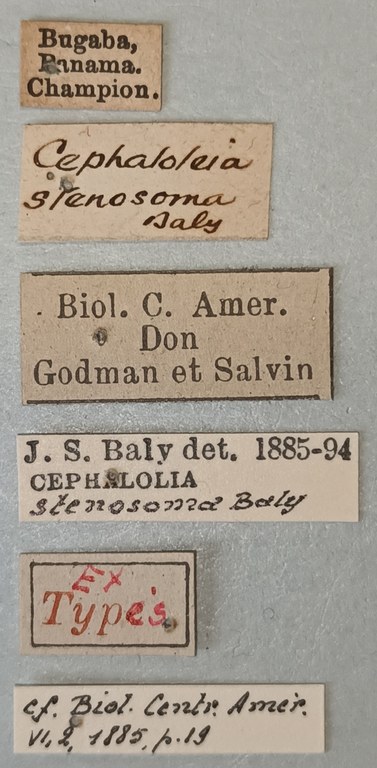 Bugaba,
Panama.
Champion.
Cephaloleia
stenosoma
Baly
Biol. C. Amer.
Don
Godman et Salvin
J. S. Baly det. 1885-94
CEPHALOLIA
stenosoma Baly
Ex
Types
cf. Biol. Centr. Amer.
VI, 2, 1885, p. 19